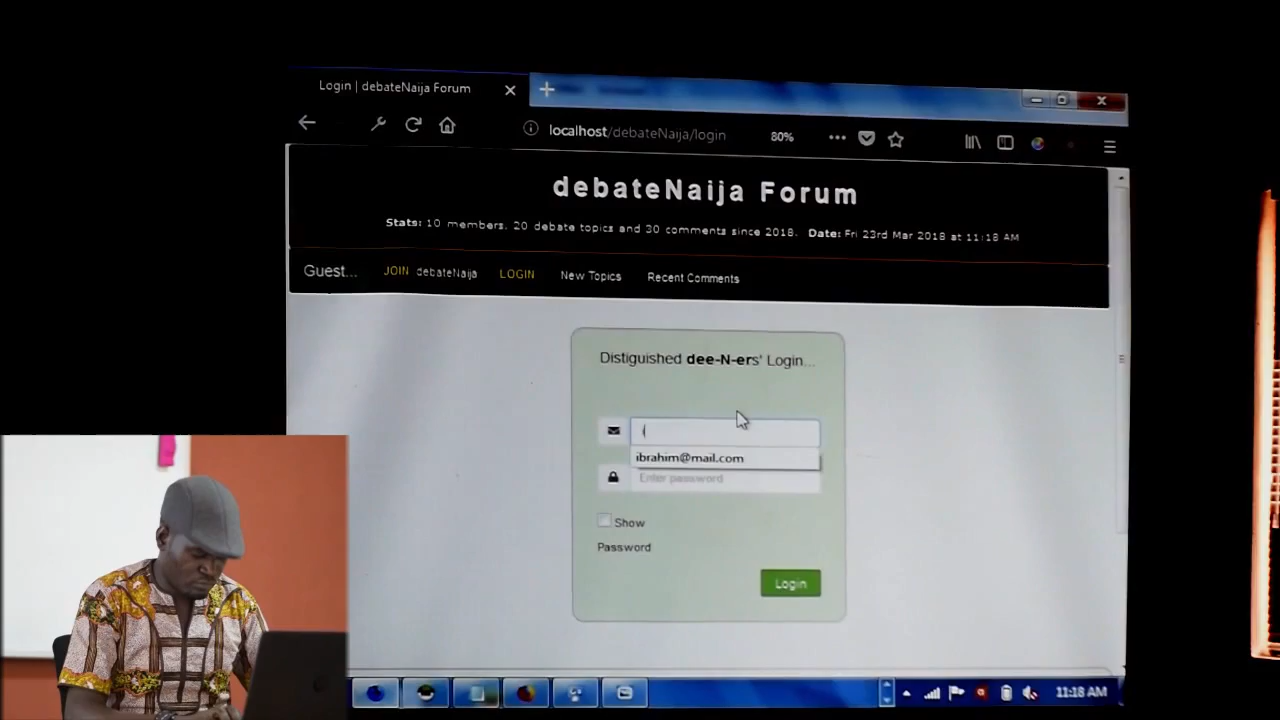 Login | debateNaija Forum
localhost/debateNaija/login
80%
debateNaija Forum
Stats: 10 members, 20 debate topics and 30 comments since 2018. Date: Fri 23rd Mar 2018 at 11:18 AM
Guest... JOIN debateNaija LOGIN New Topics Recent Comments
Distiguished dee-N-ers' Login...
i
ibrahim@mail.com
Enter password
Show
Password
Login
11:18 AM